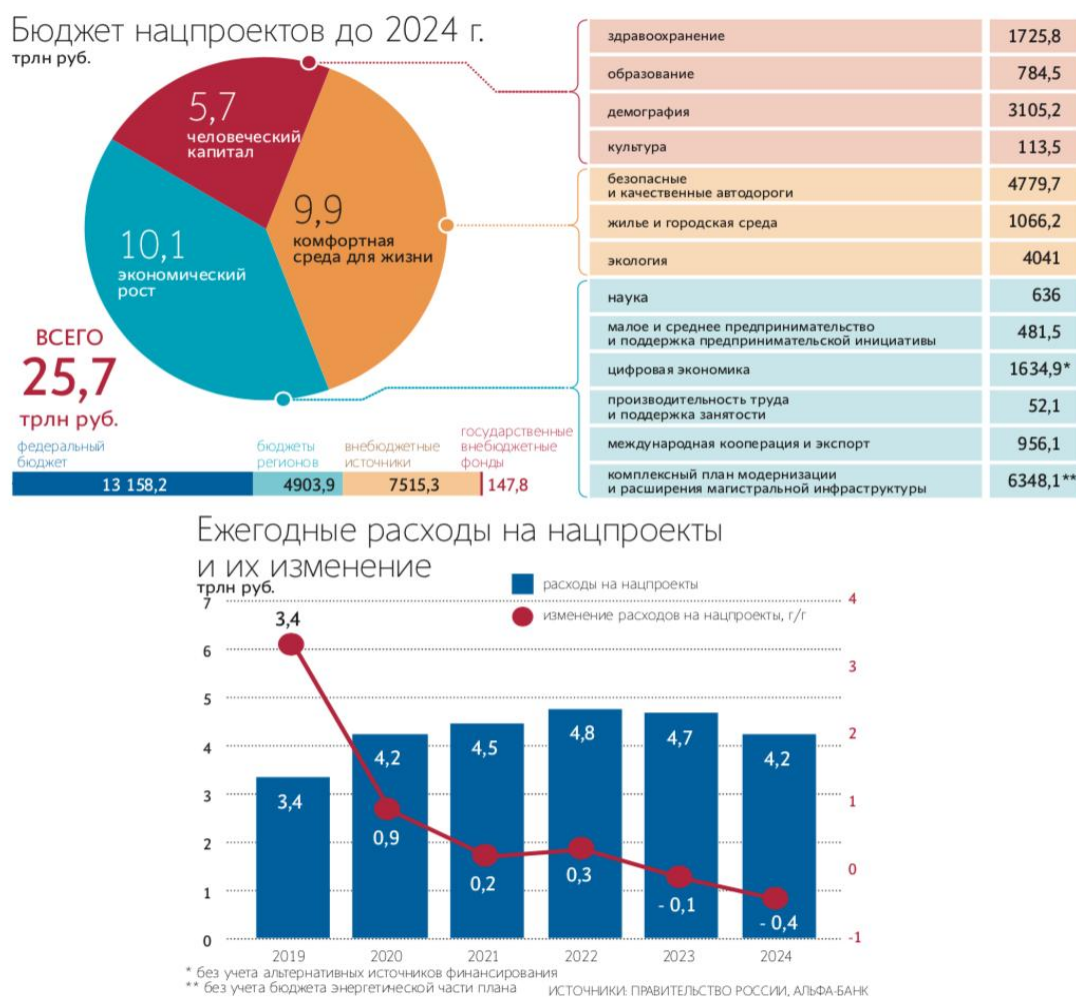 Бюджет нацпроектов до 2024 г.
трлн руб.
5,7
человеческий
капитал
9,9
комфортная
среда для жизни
10,1
экономический
рост
ВСЕГО
25,7
трлн руб.
федеральный
бюджет
13 158,2
бюджеты
регионов
4903,9
внебюджетные
источники
7515,3
государственные
внебюджетные
фонды
147,8
здравоохранение 1725,8
образование 784,5
демография 3105,2
культура 113,5
безопасные
и качественные автодороги 4779,7
жилье и городская среда 1066,2
экология 4041
наука 636
малое и среднее предпринимательство
и поддержка предпринимательской инициативы 481,5
цифровая экономика 1634,9*
производительность труда
и поддержка занятости 52,1
международная кооперация и экспорт 956,1
комплексный план модернизации
и расширения магистральной инфраструктуры 6348,1**
Ежегодные расходы на нацпроекты
и их изменение
трлн руб.
расходы на нацпроекты
изменение расходов на нацпроекты, г/г
7
6
5
4
3
2
1
0
4
3
2
1
0
-1
3,4
3,4
4,2
0,9
4,5
0,2
4,8
0,3
4,7
- 0,1
4,2
- 0,4
2019 2020 2021 2022 2023 2024
* без учета альтернативных источников финансирования
** без учета бюджета энергетической части плана
ИСТОЧНИКИ: ПРАВИТЕЛЬСТВО РОССИИ, АЛЬФА-БАНК